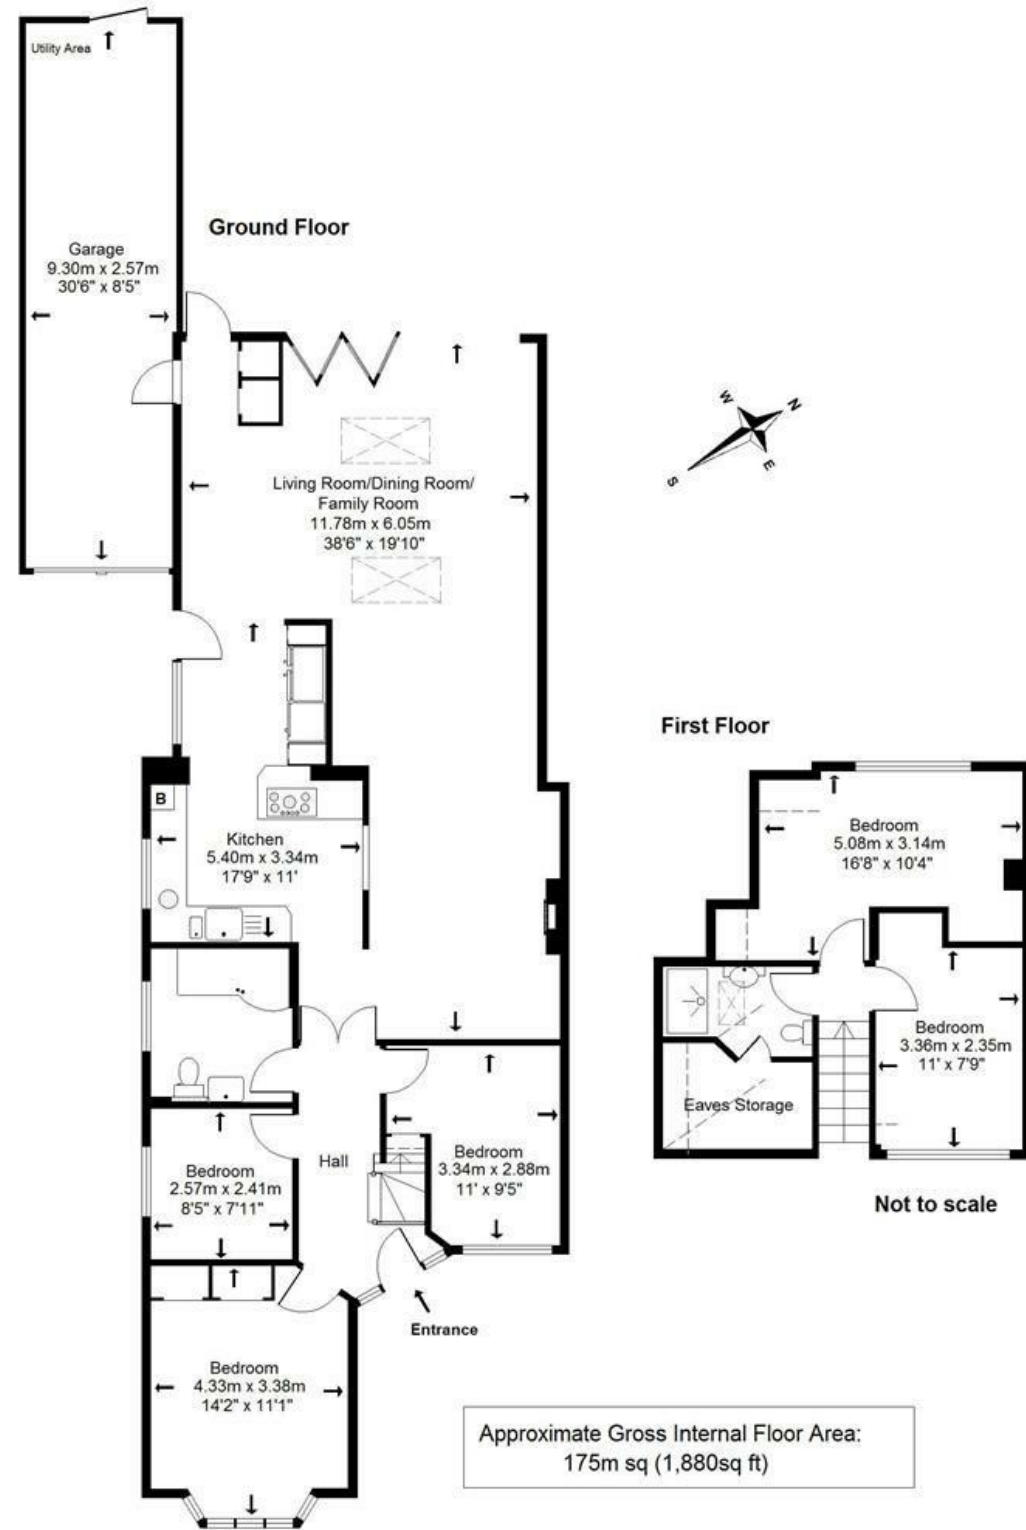 Utility Area
Ground Floor
Garage
9.30m x 2.57m
30'6" x 8'5"
W
N
S
E
Living Room/Dining Room/
Family Room
11.78m x 6.05m
38'6" x 19'10"
First Floor
B
Kitchen
5.40m x 3.34m
17'9" x 11'
Bedroom
5.08m x 3.14m
16'8" x 10'4"
Bedroom
3.36m x 2.35m
11' x 7'9"
Eaves Storage
Hall
Bedroom
3.34m x 2.88m
11' x 9'5"
Bedroom
2.57m x 2.41m
8'5" x 7'11"
Not to scale
Entrance
Bedroom
4.33m x 3.38m
14'2" x 11'1"
Approximate Gross Internal Floor Area:
175m sq (1,880sq ft)